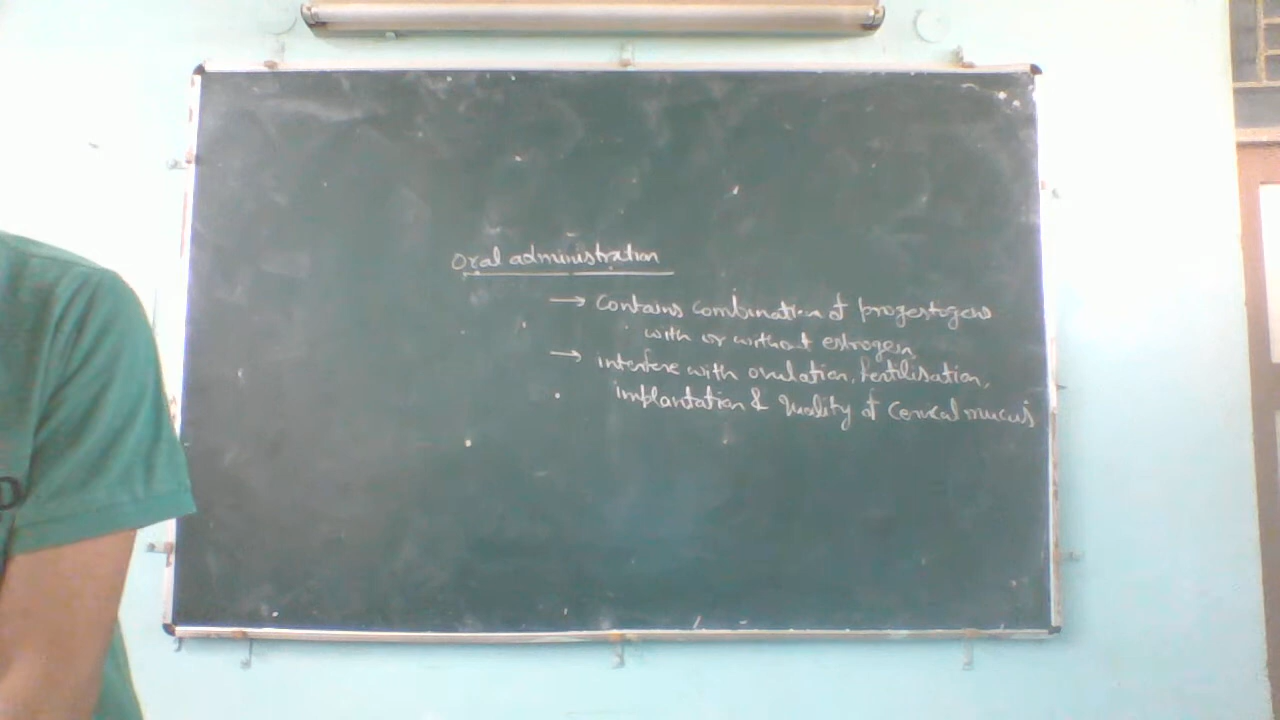 Oral administration
→ Contains combination of progestogens
with or without estrogen
→ interfere with ovulation, fertilisation,
implantation & quality of cervical mucus
D